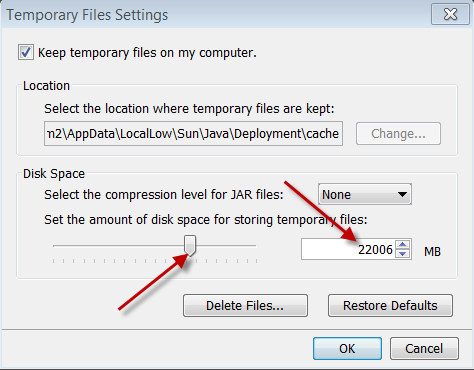 Temporary Files Settings
Keep temporary files on my computer.
Location
Select the location where temporary files are kept:
m2\AppData\LocalLow\Sun\Java\Deployment\cache
Change...
Disk Space
Select the compression level for JAR files:
None
Set the amount of disk space for storing temporary files:
22006
MB
Delete Files...
Restore Defaults
OK
Cancel